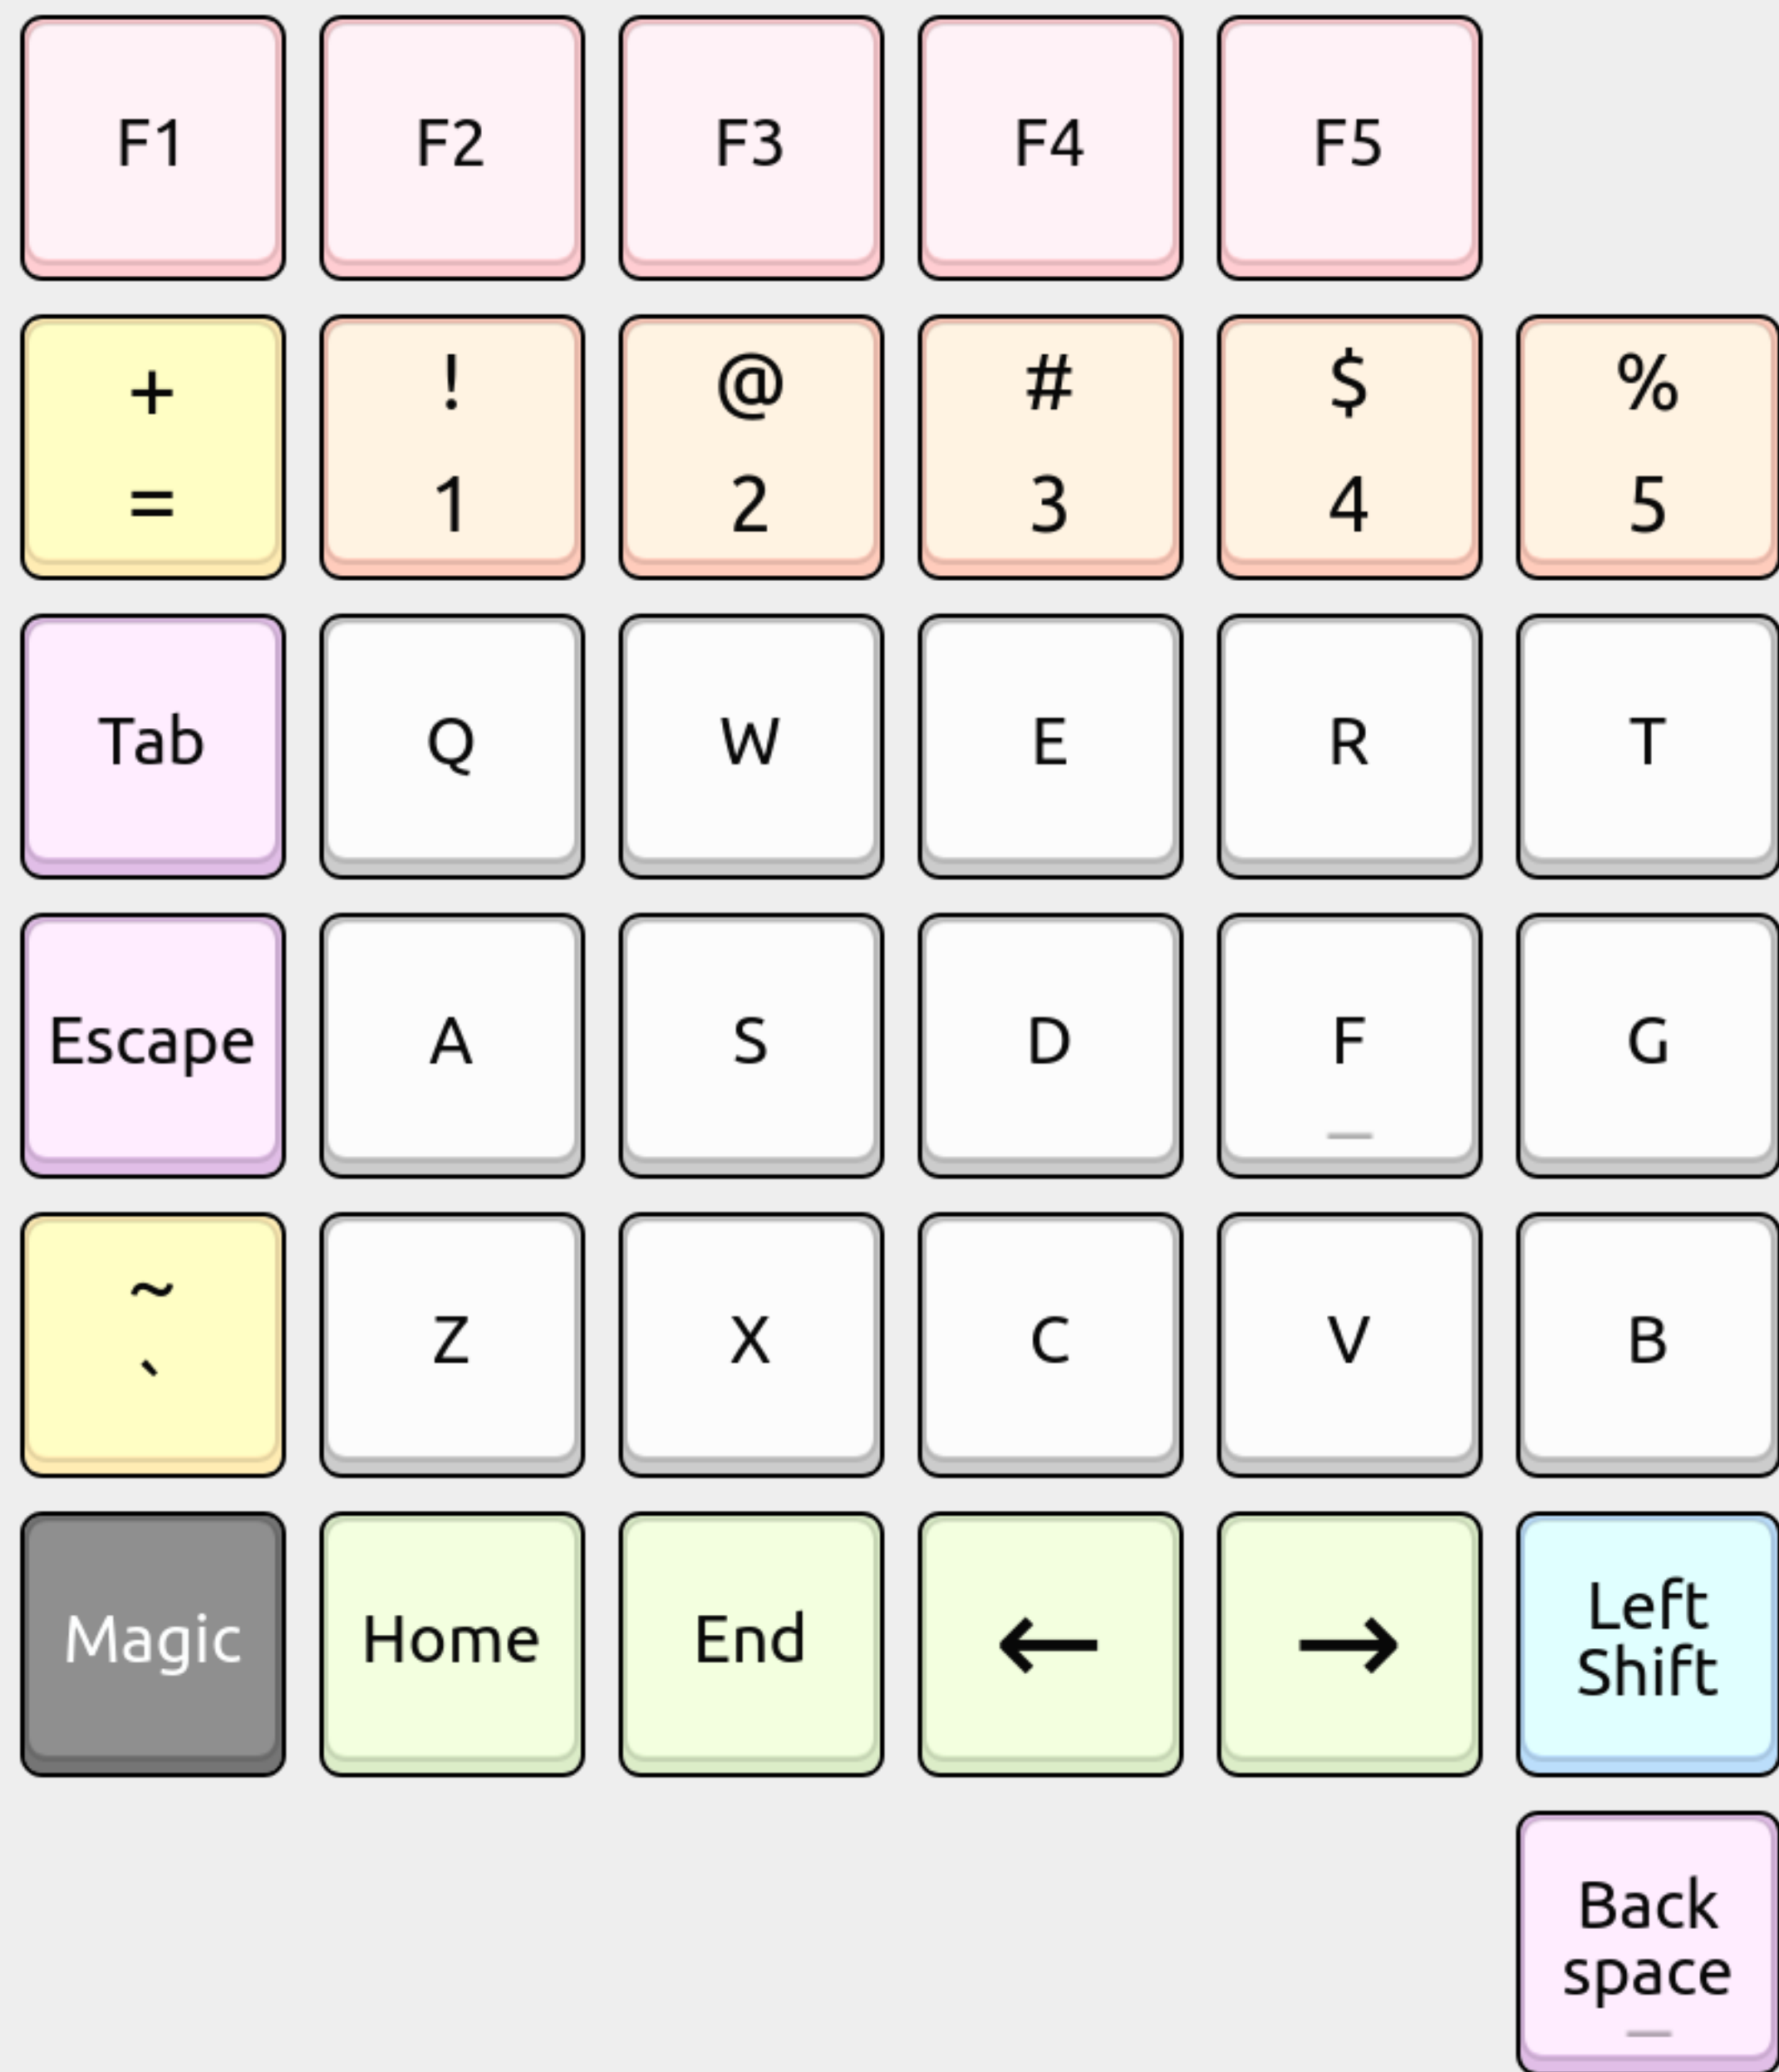 F1 F2 F3 F4 F5
+ ! @ # $ %
= 1 2 3 4 5
Tab Q W E R T
Escape A S D F G
~
` Z X C V B
Magic Home End ← → Left
Shift
Back
space